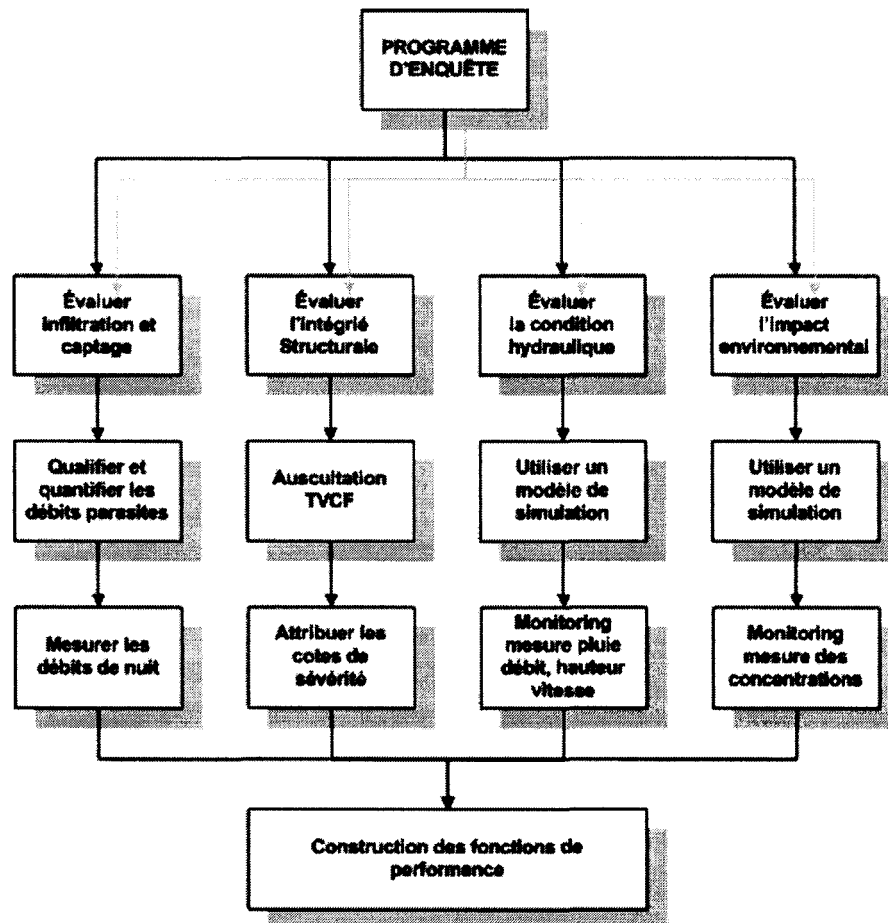 PROGRAMME
D'ENQUÊTE
Évaluer
Infiltration et
captage
Évaluer
l'Intégrié
Structurale
Évaluer
la condition
hydraulique
Évaluer
l'impact
environnemental
Qualifier et
quantifier les
débits parasites
Auscultation
TVCF
Utiliser un
modèle de
simulation
Utiliser un
modèle de
simulation
Mesurer les
débits de nuit
Attribuer les
cotes de
sévérité
Monitoring
mesure pluie
débit, hauteur
vitesse
Monitoring
mesure des
concentrations
Construction des fonctions de
performance